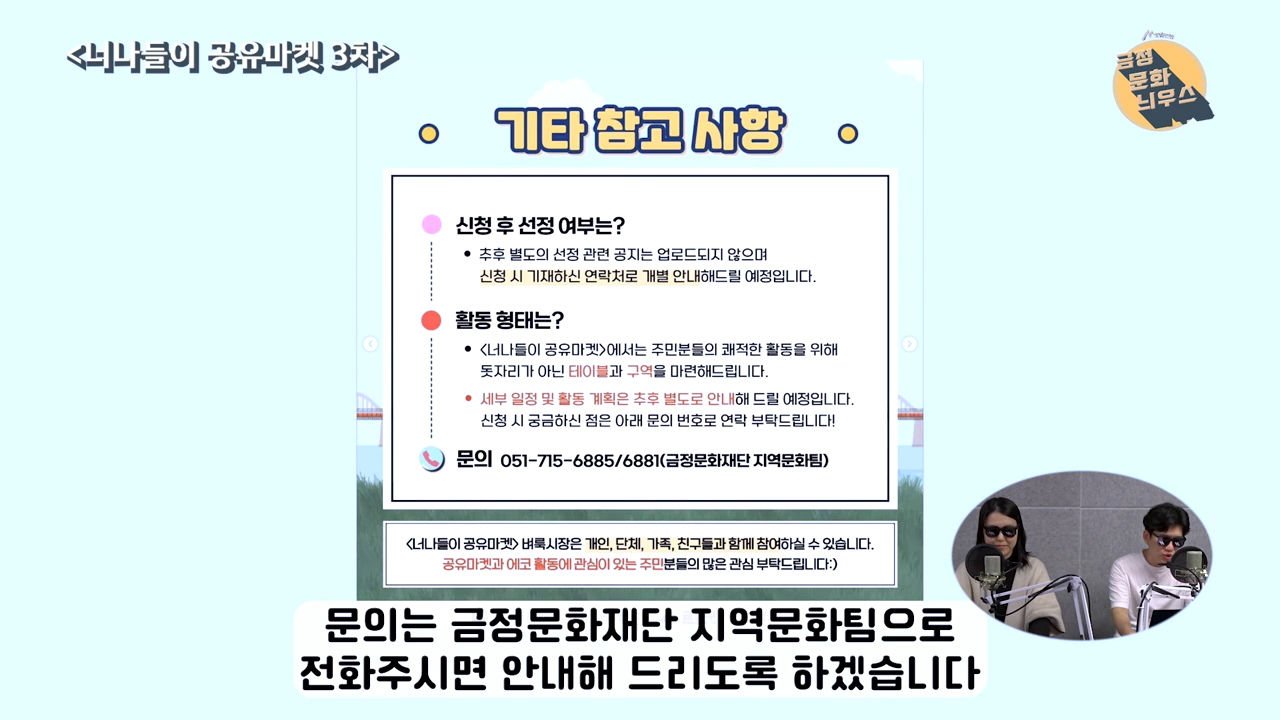 <너나들이 공유마켓 3차>
금정
문화
늬우스
기타 참고 사항
신청 후 선정 여부는?
• 추후 별도의 선정 관련 공지는 업로드되지 않으며
신청 시 기재하신 연락처로 개별 안내해드릴 예정입니다.
활동 형태는?
• <너나들이 공유마켓>에서는 주민분들의 쾌적한 활동을 위해
돗자리가 아닌 테이블과 구역을 마련해드립니다.
• 세부 일정 및 활동 계획은 추후 별도로 안내해 드릴 예정입니다.
신청 시 궁금하신 점은 아래 문의 번호로 연락 부탁드립니다!
문의 051-715-6885/6881(금정문화재단 지역문화팀)
<너나들이 공유마켓> 벼룩시장은 개인, 단체, 가족, 친구들과 함께 참여하실 수 있습니다.
공유마켓과 에코 활동에 관심이 있는 주민분들의 많은 관심 부탁드립니다:)
문의는 금정문화재단 지역문화팀으로
전화주시면 안내해 드리도록 하겠습니다